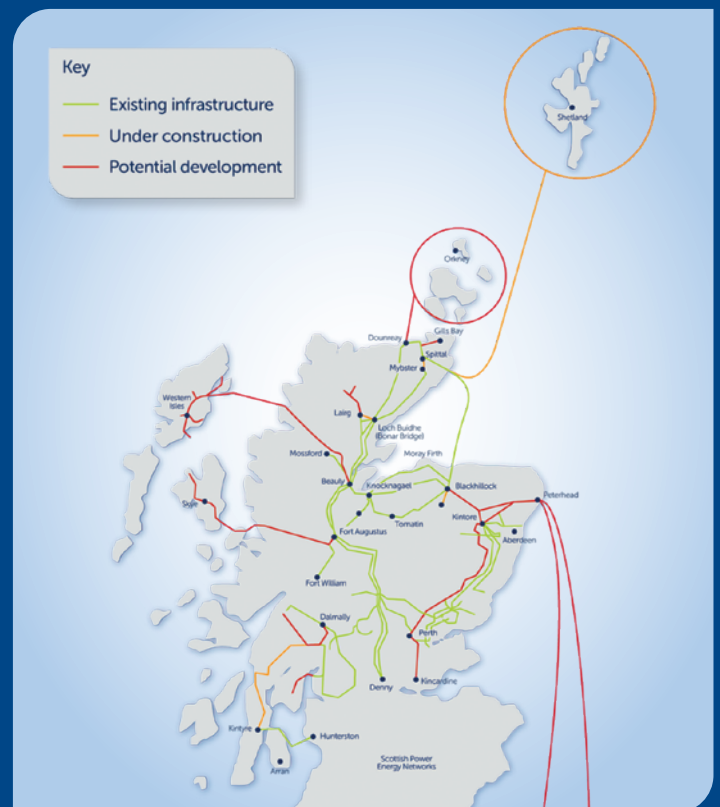 Key
Existing infrastructure
Under construction
Potential development
Shetland
Orkney
Dounreay
Gills Bay
Spittal
Mybster
Western
Isles
Lairg
Loch Buidhe
(Bonar Bridge)
Mossford
Moray Firth
Beauly
Knocknagael
Blackhillock
Peterhead
Skye
Kintore
Tomatin
Fort Augustus
Aberdeen
Fort William
Dalmally
Perth
Denny
Kincardine
Kintyre
Hunterston
Arran
Scottish Power
Energy Networks